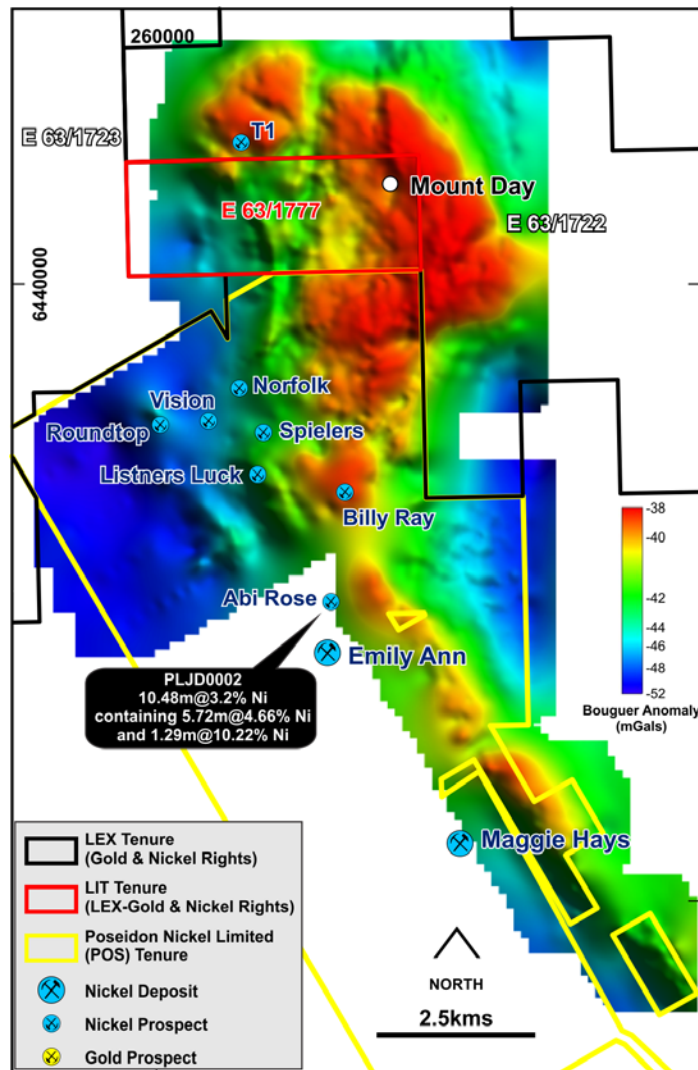 260000
T1
E 63/1723
Mount Day
E 63/1777
E 63/1722
6440000
Norfolk
Vision
Roundtop
Spielers
Listners Luck
Billy Ray
-38
-40
-42
-44
-46
-48
-52
Bouguer Anomaly
(mGals)
Abi Rose
Emily Ann
PLJD0002
10.48m@3.2% Ni
containing 5.72m@4.66% Ni
and 1.29m@10.22% Ni
Maggie Hays
LEX Tenure
(Gold & Nickel Rights)
LIT Tenure
(LEX-Gold & Nickel Rights)
Poseidon Nickel Limited
(POS) Tenure
Nickel Deposit
Nickel Prospect
Gold Prospect
NORTH
2.5kms